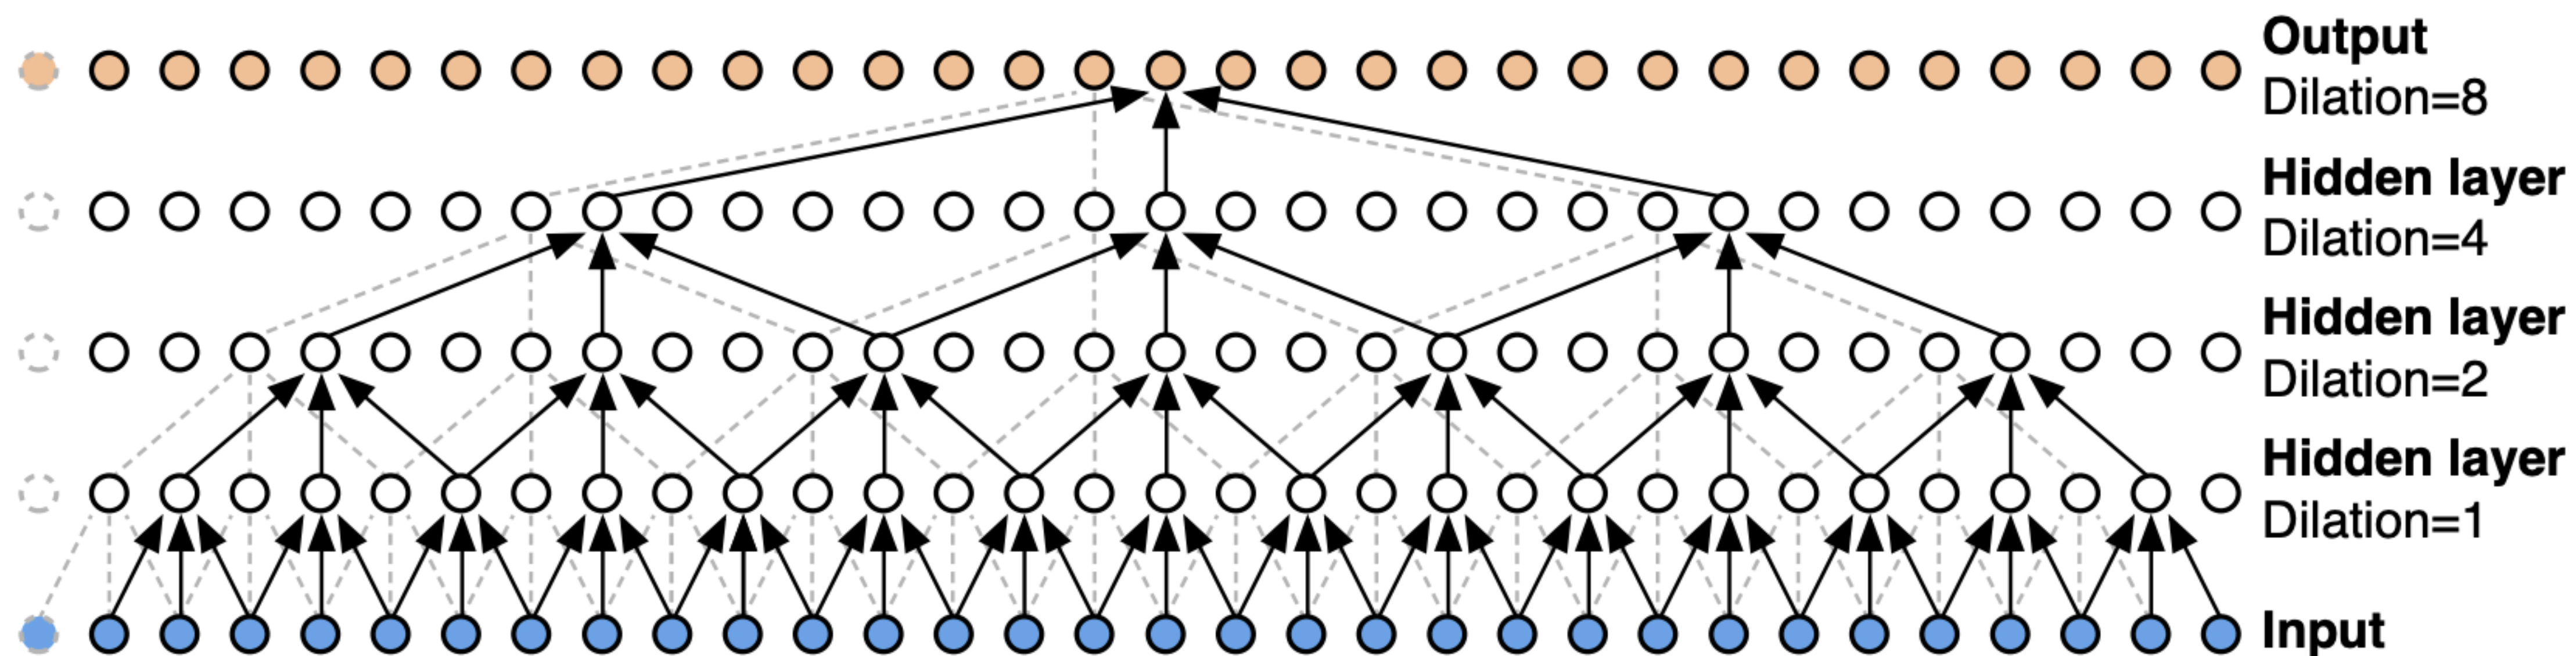 Output
Dilation=8
Hidden layer
Dilation=4
Hidden layer
Dilation=2
Hidden layer
Dilation=1
Input